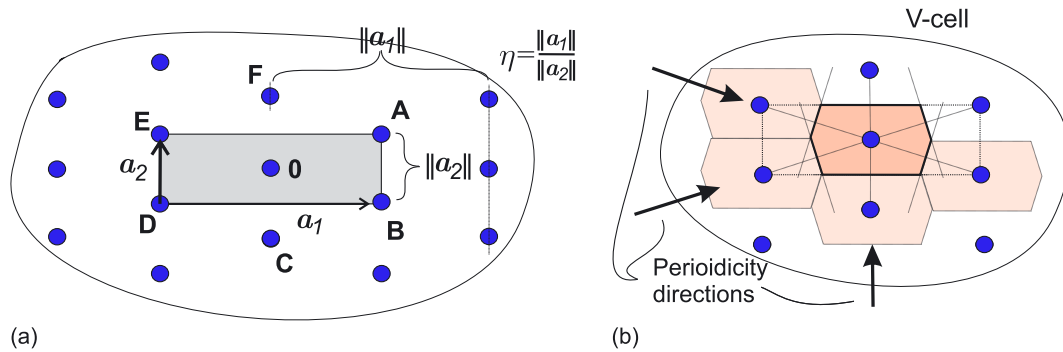 ‖a₁‖
η=‖a₁‖/‖a₂‖
F
A
E
a₂
0
‖a₂‖
D
a₁
B
C
(a)
V-cell
Perioidicity
directions
(b)